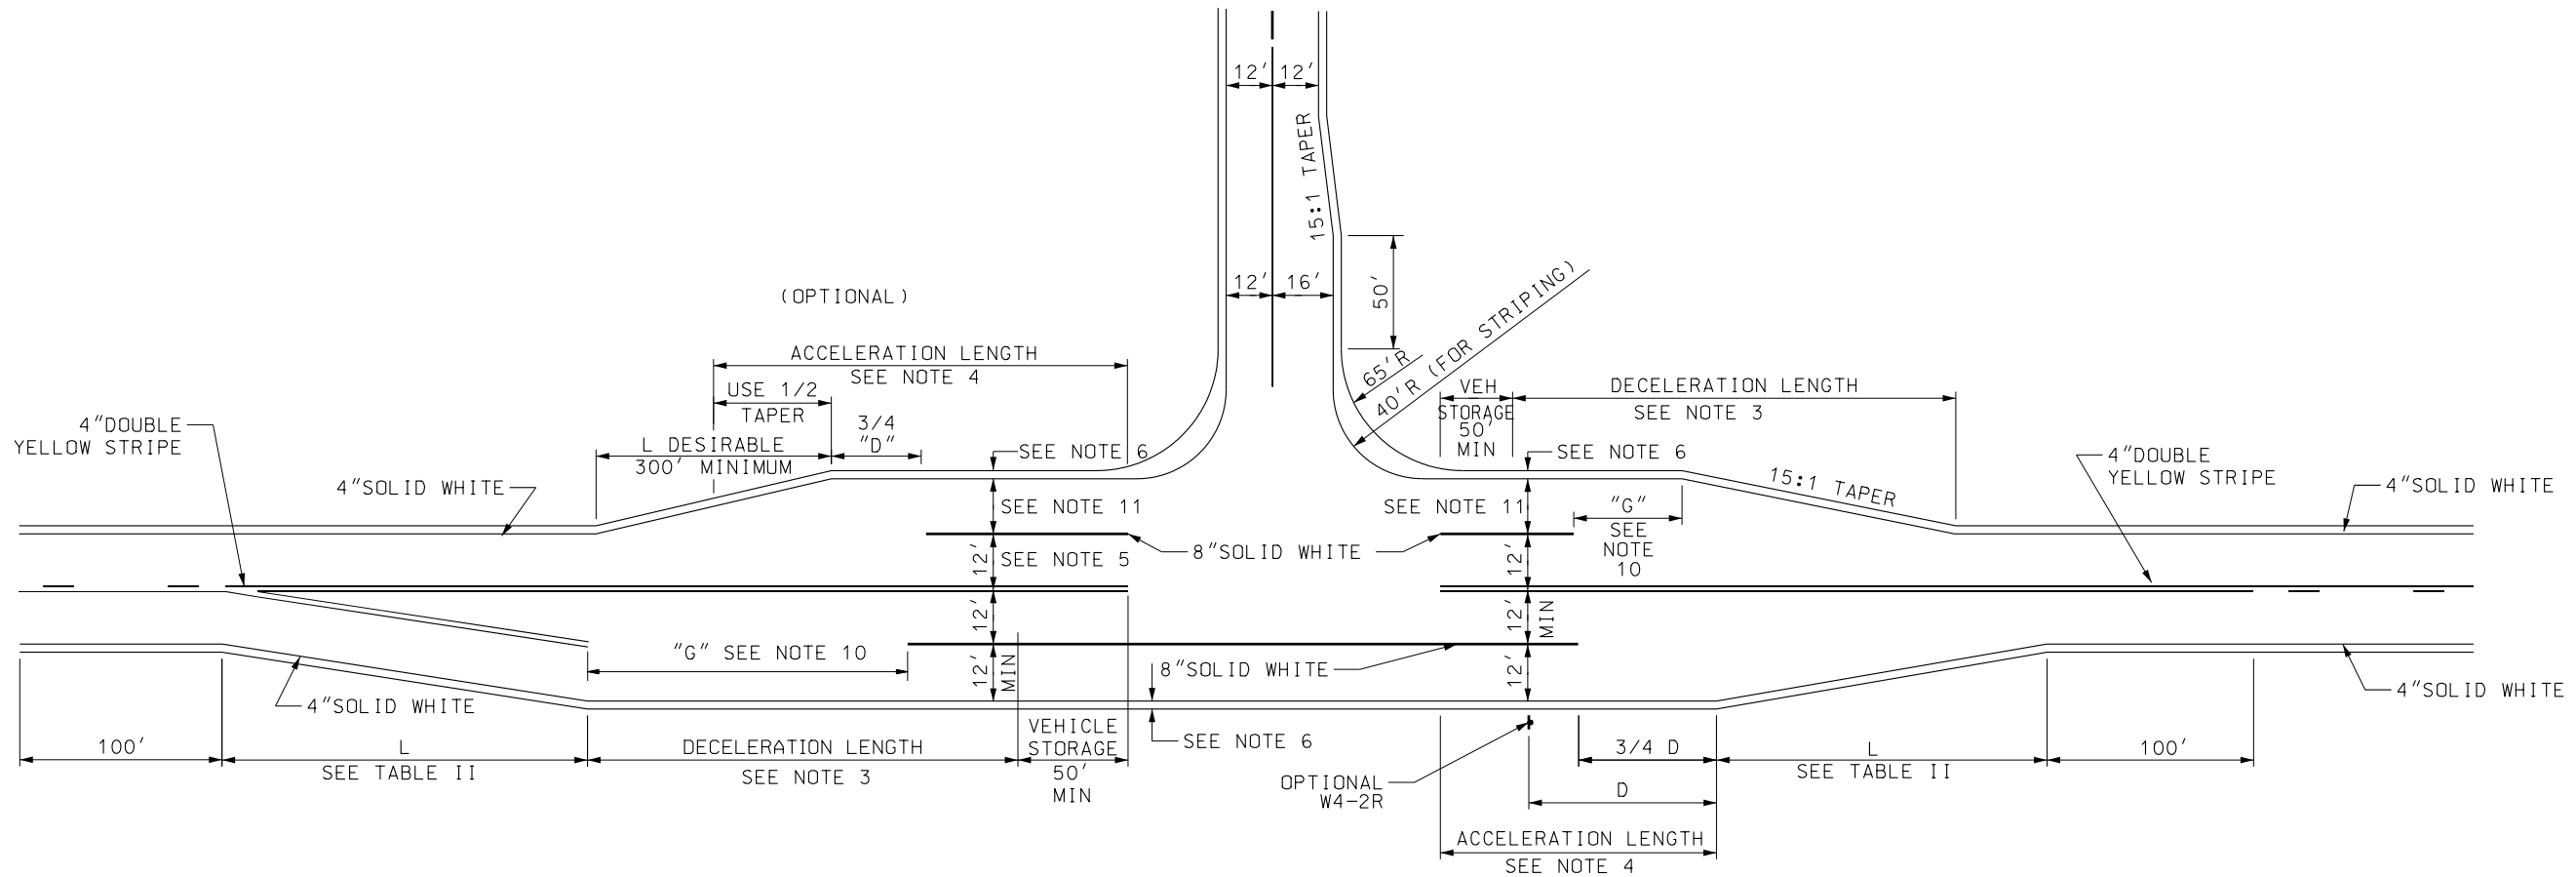 12'
12'
15:1 TAPER
12'
16'
50'
(OPTIONAL)
65'R
40'R (FOR STRIPING)
ACCELERATION LENGTH
SEE NOTE 4
USE 1/2
TAPER
3/4
"D"
L DESIRABLE
300' MINIMUM
VEH
STORAGE
50'
MIN
DECELERATION LENGTH
SEE NOTE 3
4"DOUBLE
YELLOW STRIPE
4"SOLID WHITE
SEE NOTE 6
SEE NOTE 6
15:1 TAPER
4"DOUBLE
YELLOW STRIPE
4"SOLID WHITE
SEE NOTE 11
SEE NOTE 11
"G"
SEE
NOTE
10
8"SOLID WHITE
12'
SEE NOTE 5
12'
12'
12'
MIN
"G" SEE NOTE 10
12'
MIN
8"SOLID WHITE
12'
4"SOLID WHITE
4"SOLID WHITE
SEE NOTE 6
100'
L
SEE TABLE II
DECELERATION LENGTH
SEE NOTE 3
VEHICLE
STORAGE
50'
MIN
OPTIONAL
W4-2R
3/4 D
D
L
SEE TABLE II
100'
ACCELERATION LENGTH
SEE NOTE 4